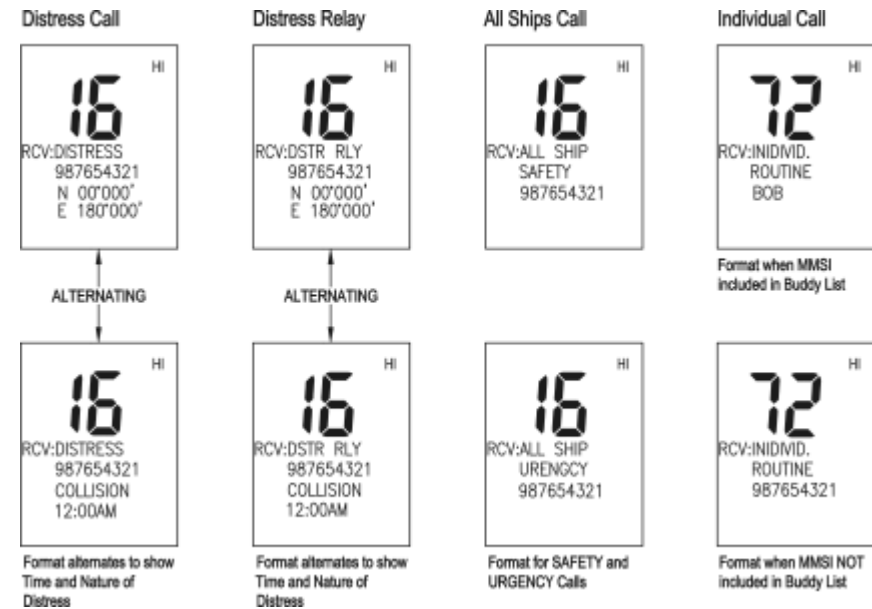 Distress Call
HI
16
RCV:DISTRESS
987654321
N 00°000'
E 180°000'
ALTERNATING
HI
16
RCV:DISTRESS
987654321
COLLISION
12:00AM
Format alternates to show
Time and Nature of
Distress
Distress Relay
HI
16
RCV:DSTR RLY
987654321
N 00°000'
E 180°000'
ALTERNATING
HI
16
RCV:DSTR RLY
987654321
COLLISION
12:00AM
Format alternates to show
Time and Nature of
Distress
All Ships Call
HI
16
RCV:ALL SHIP
SAFETY
987654321
HI
16
RCV:ALL SHIP
URENGCY
987654321
Format for SAFETY and
URGENCY Calls
Individual Call
HI
72
RCV:INIDIVID.
ROUTINE
BOB
Format when MMSI
included in Buddy List
HI
72
RCV:INIDIVID.
ROUTINE
987654321
Format when MMSI NOT
included in Buddy List